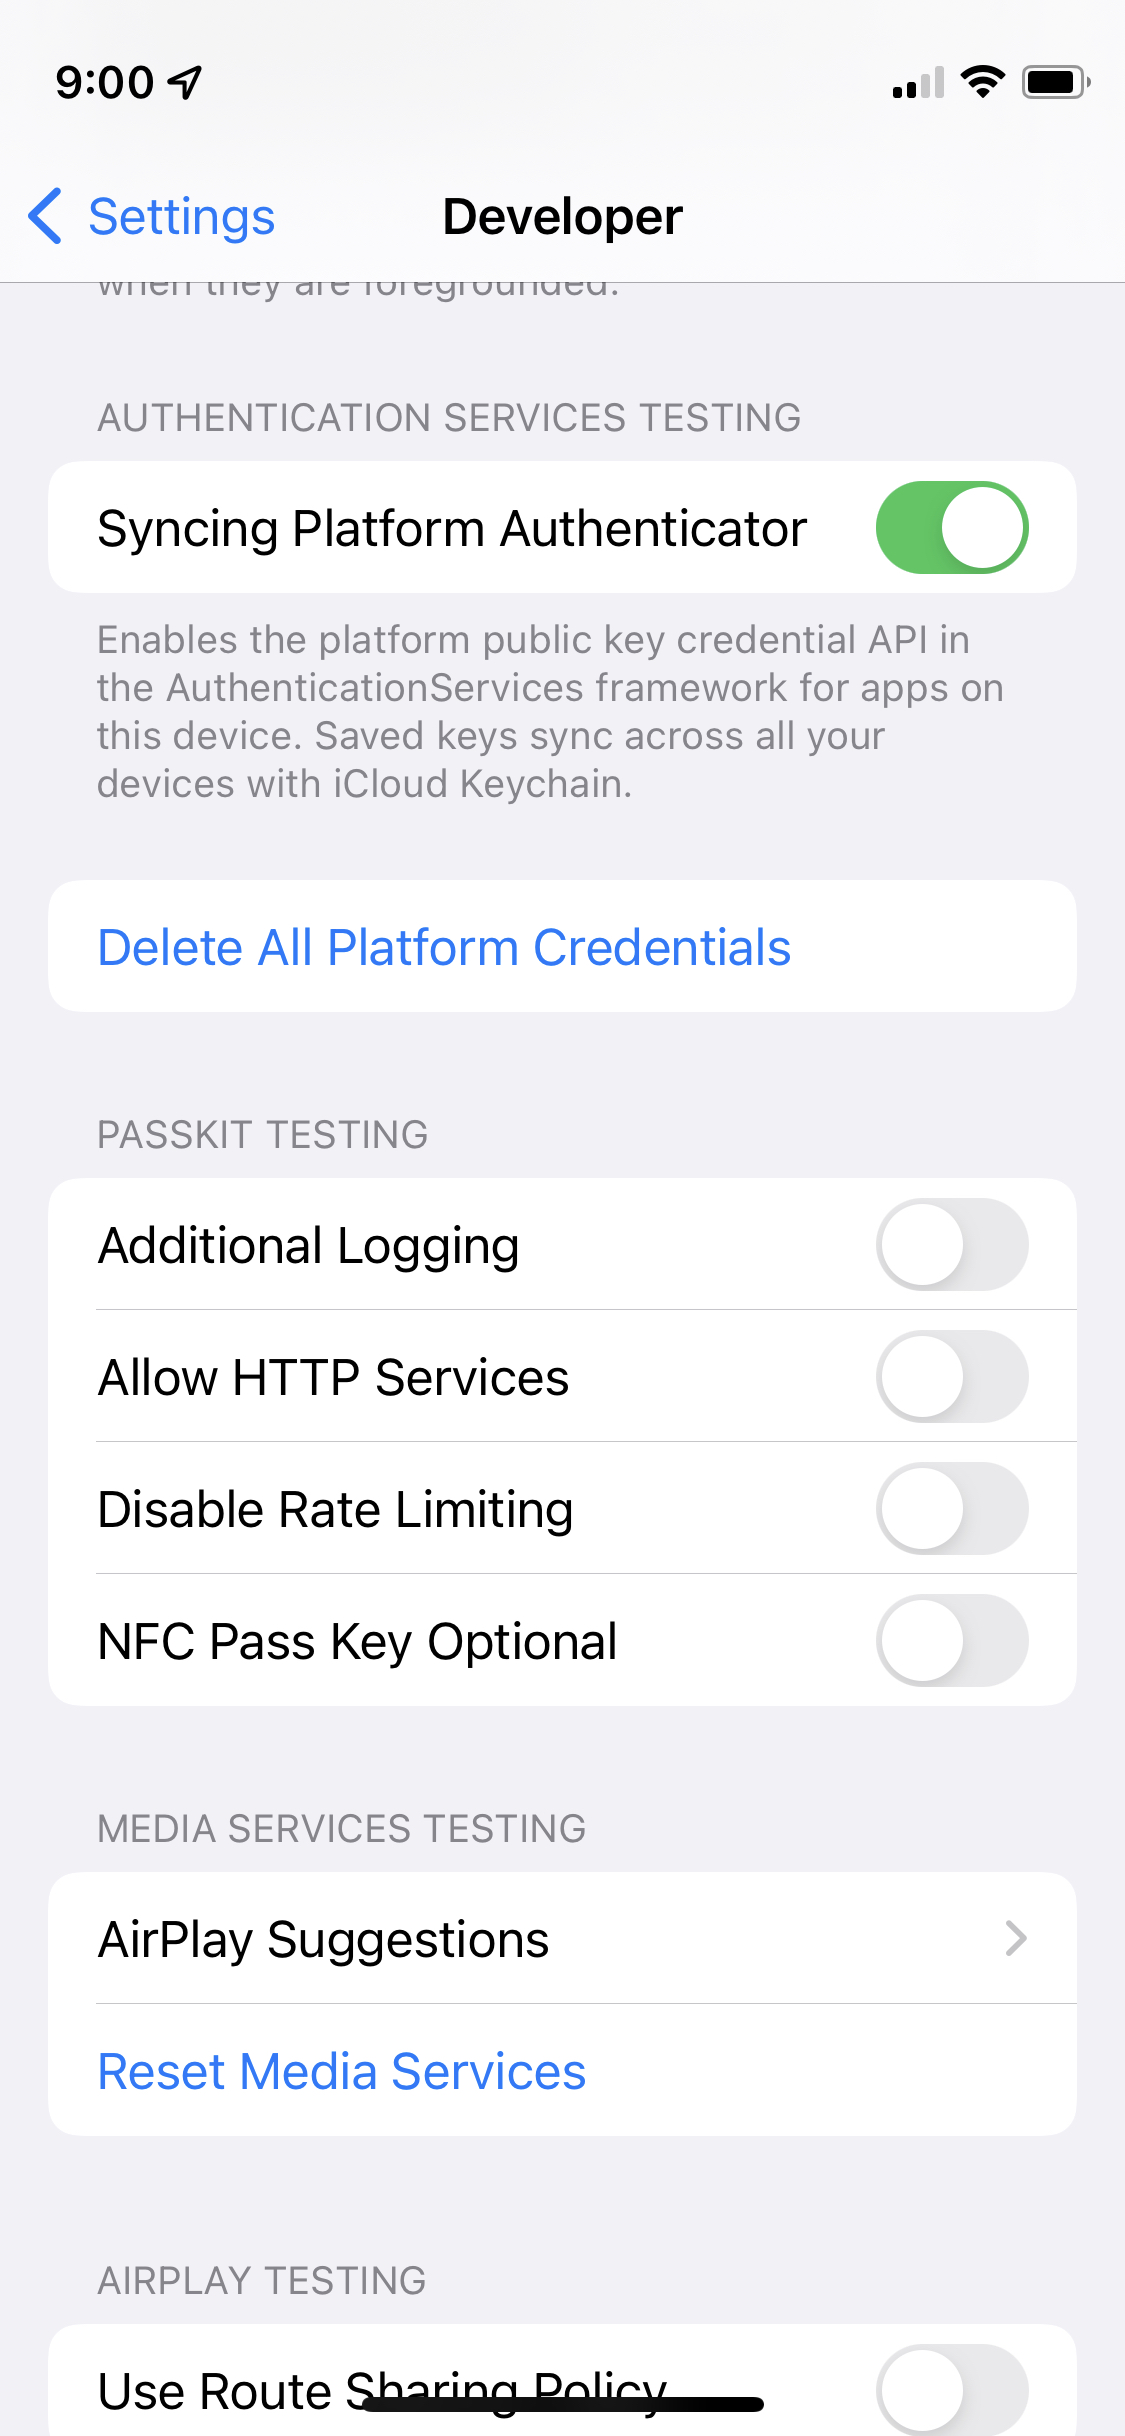 9:00
Settings
Developer
when they are foregrounded.
AUTHENTICATION SERVICES TESTING
Syncing Platform Authenticator
Enables the platform public key credential API in
the AuthenticationServices framework for apps on
this device. Saved keys sync across all your
devices with iCloud Keychain.
Delete All Platform Credentials
PASSKIT TESTING
Additional Logging
Allow HTTP Services
Disable Rate Limiting
NFC Pass Key Optional
MEDIA SERVICES TESTING
AirPlay Suggestions
Reset Media Services
AIRPLAY TESTING
Use Route Sharing Policy